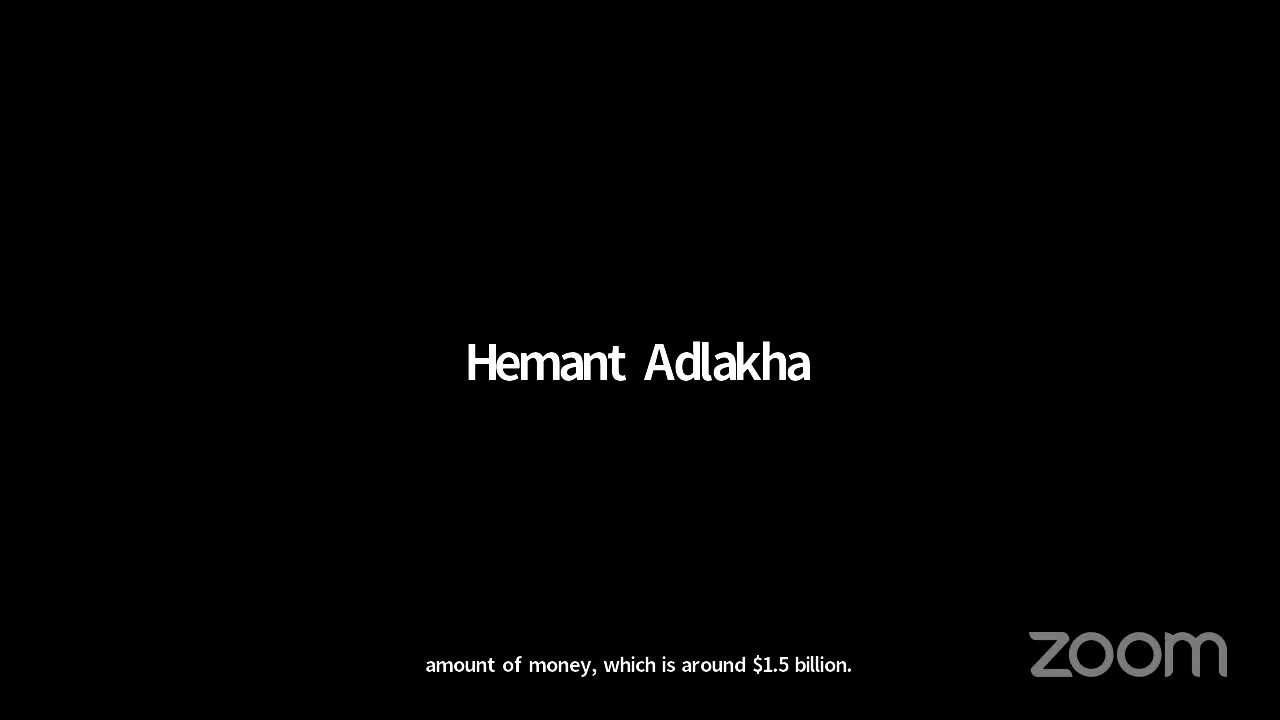 Hemant Adlakha
amount of money, which is around $1.5 billion.
zoom